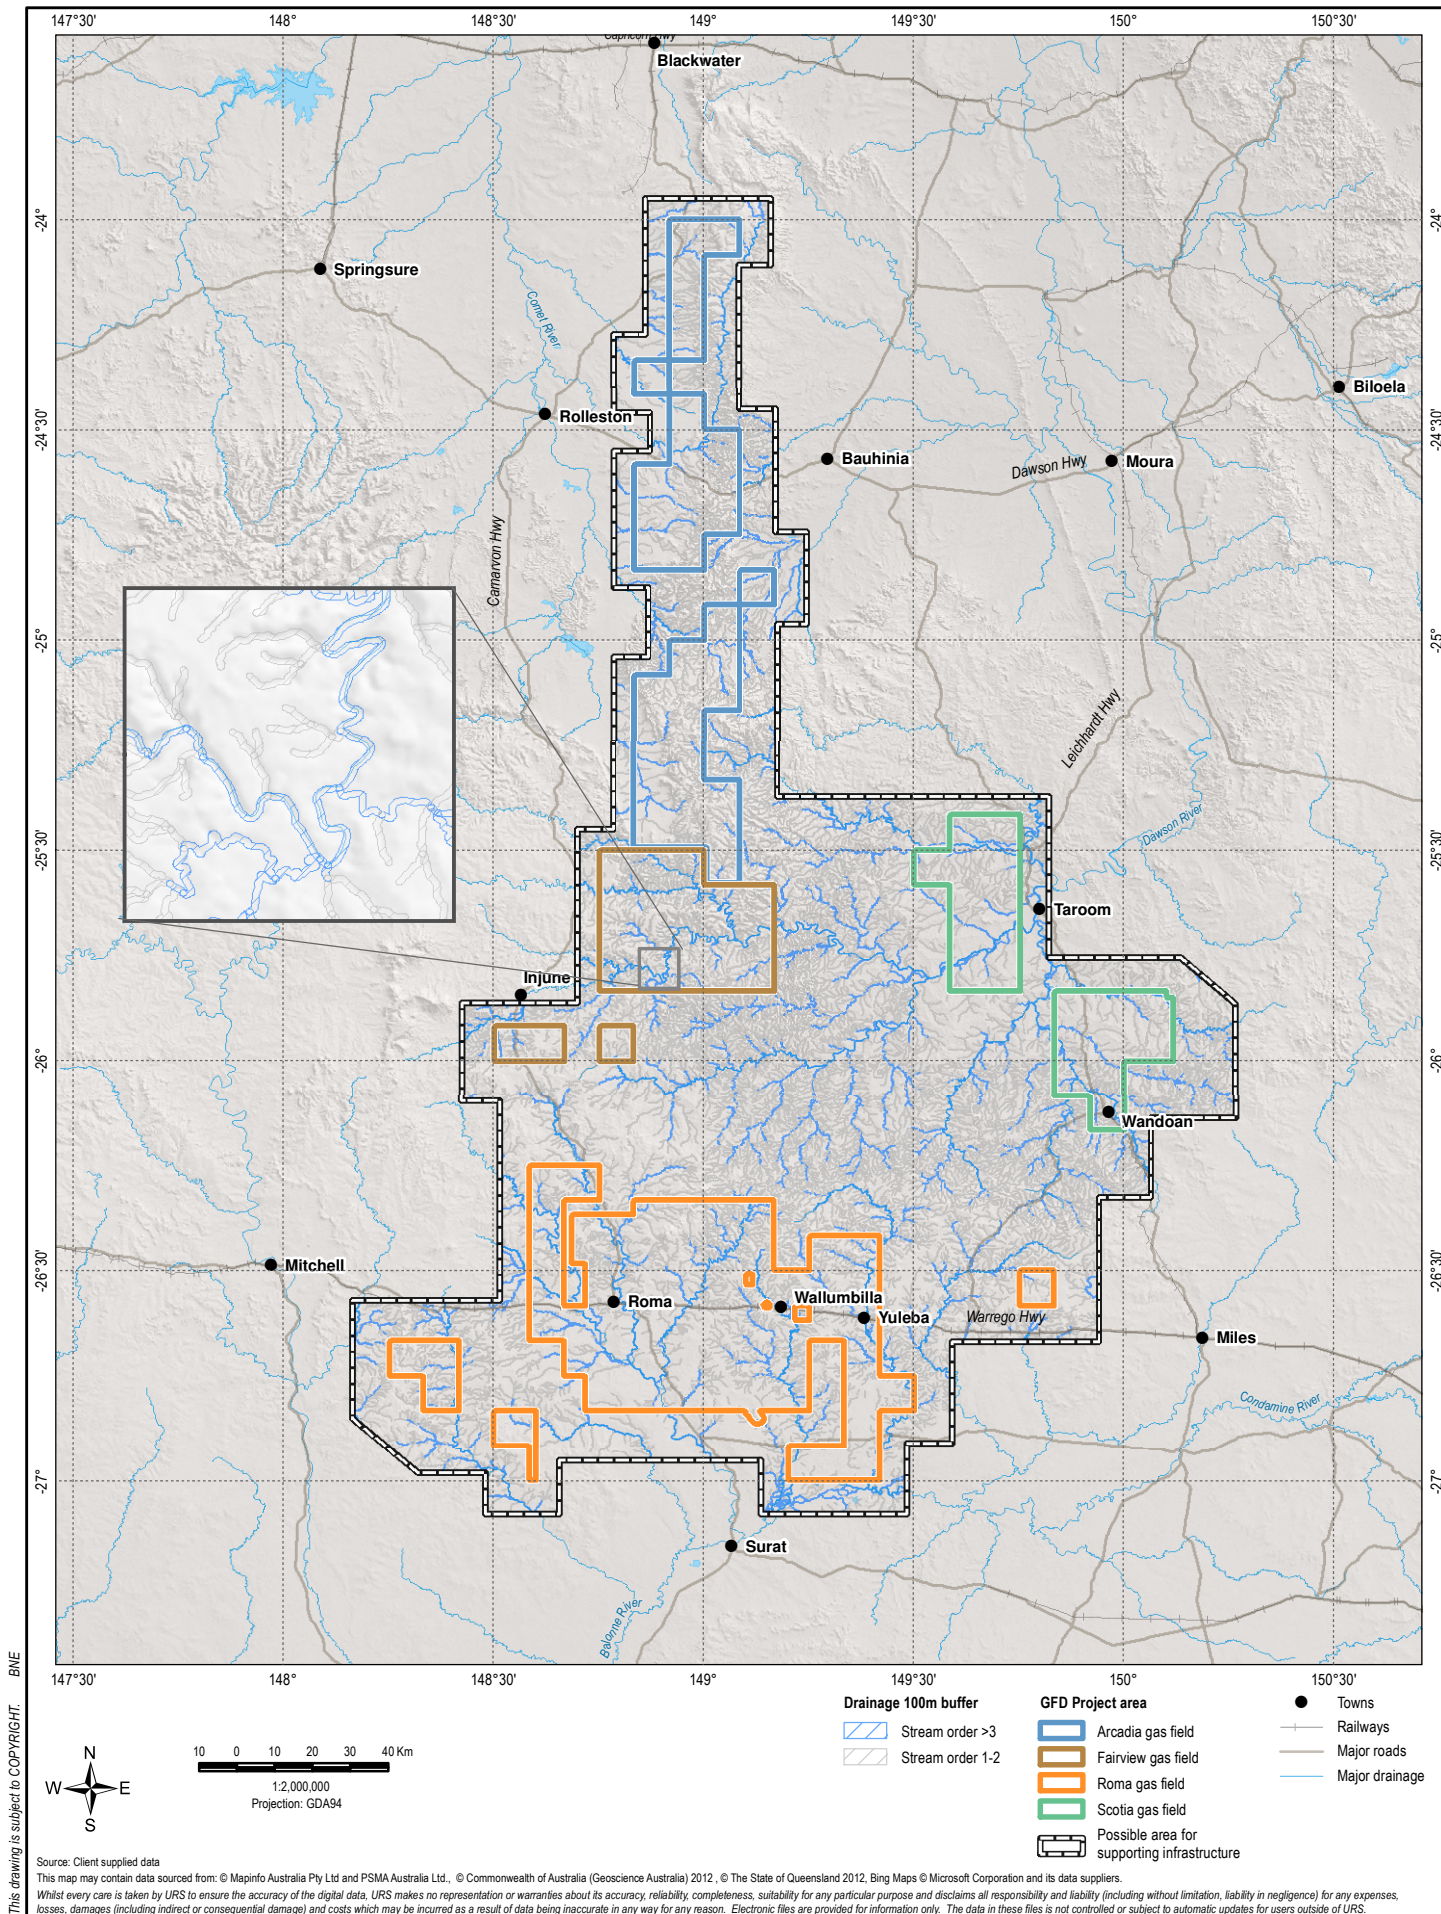 147°30'
148°
148°30'
149°
149°30'
150°
150°30'
Capricorn Hwy
Blackwater
-24°
-24°
Springsure
Comet River
Biloela
Rolleston
-24°30'
-24°30'
Bauhinia
Dawson Hwy
Moura
Carnarvon Hwy
-25°
-25°
Leichhardt Hwy
Dawson River
-25°30'
-25°30'
Taroom
Injune
-26°
-26°
Wandoan
Mitchell
-26°30'
-26°30'
Roma
Wallumbilla
Yuleba
Warrego Hwy
Miles
Condamine River
-27°
-27°
Surat
Balonne River
147°30'
148°
148°30'
149°
149°30'
150°
150°30'
Drainage 100m buffer
Stream order >3
Stream order 1-2
GFD Project area
Arcadia gas field
Fairview gas field
Roma gas field
Scotia gas field
Possible area for
supporting infrastructure
Towns
Railways
Major roads
Major drainage
N
W
E
S
10 0 10 20 30 40 Km
1:2,000,000
Projection: GDA94
Source: Client supplied data
This map may contain data sourced from: © Mapinfo Australia Pty Ltd and PSMA Australia Ltd., © Commonwealth of Australia (Geoscience Australia) 2012 , © The State of Queensland 2012, Bing Maps © Microsoft Corporation and its data suppliers.
Whilst every care is taken by URS to ensure the accuracy of the digital data, URS makes no representation or warranties about its accuracy, reliability, completeness, suitability for any particular purpose and disclaims all responsibility and liability (including without limitation, liability in negligence) for any expenses,
losses, damages (including indirect or consequential damage) and costs which may be incurred as a result of data being inaccurate in any way for any reason. Electronic files are provided for information only. The data in these files is not controlled or subject to automatic updates for users outside of URS.
This drawing is subject to COPYRIGHT.
BNE